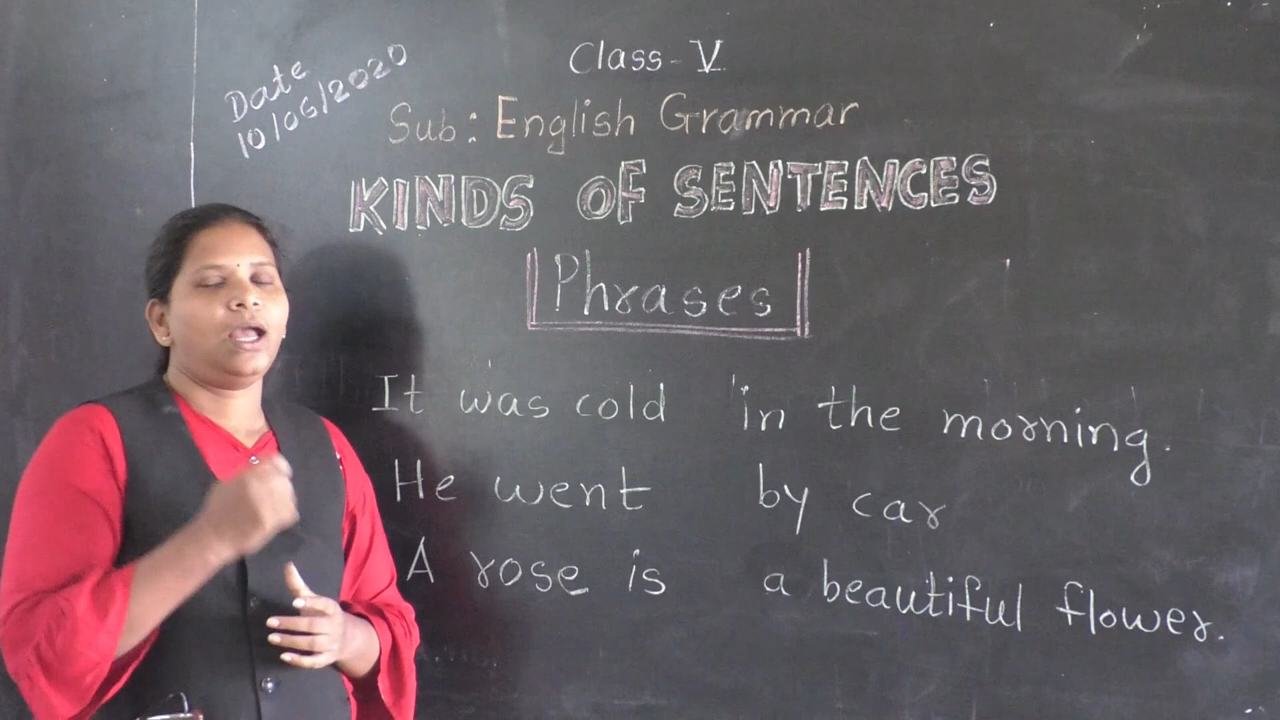 Date
10/06/2020
Class - V
Sub: English Grammar
KINDS OF SENTENCES
Phrases
It was cold in the morning.
He went by car
A rose is a beautiful flower.